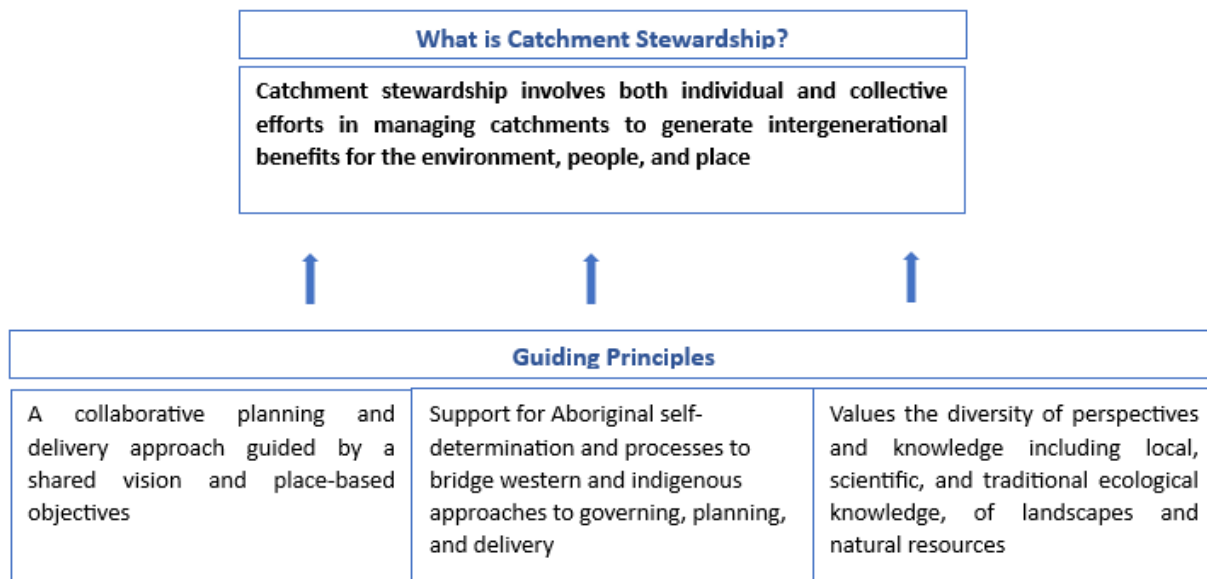 What is Catchment Stewardship?
Catchment stewardship involves both individual and collective
efforts in managing catchments to generate intergenerational
benefits for the environment, people, and place
Guiding Principles
A collaborative planning and
delivery approach guided by a
shared vision and place-based
objectives
Support for Aboriginal self-
determination and processes to
bridge western and indigenous
approaches to governing, planning,
and delivery
Values the diversity of perspectives
and knowledge including local,
scientific, and traditional ecological
knowledge, of landscapes and
natural resources